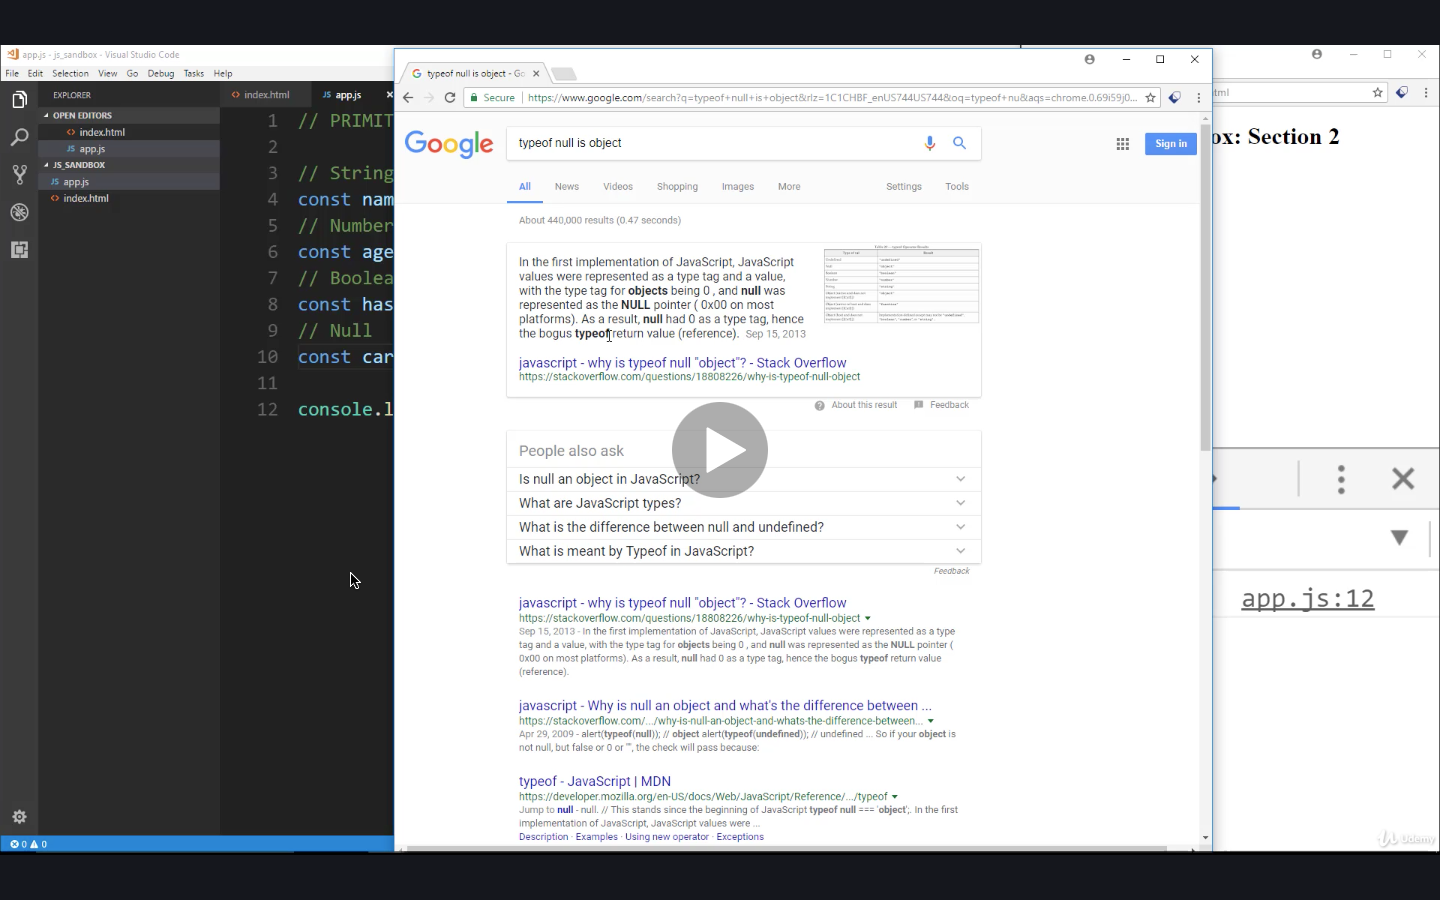 app.js - js_sandbox - Visual Studio Code
File Edit Selection View Go Debug Tasks Help
EXPLORER
OPEN EDITORS
index.html
JS app.js
JS_SANDBOX
JS app.js
index.html
index.html JS app.js
1 // PRIMIT
2
3 // String
4 const nam
5 // Number
6 const age
7 // Boolea
8 const has
9 // Null
10 const car
11
12 console.l
0 0
typeof null is object - Go
Secure https://www.google.com/search?q=typeof+null+is+object&rlz=1C1CHBF_enUS744US744&oq=typeof+nu&aqs=chrome.0.69i59j0...
Google
typeof null is object
Sign in
All News Videos Shopping Images More Settings Tools
About 440,000 results (0.47 seconds)
In the first implementation of JavaScript, JavaScript
values were represented as a type tag and a value,
with the type tag for objects being 0 , and null was
represented as the NULL pointer ( 0x00 on most
platforms). As a result, null had 0 as a type tag, hence
the bogus typeof return value (reference). Sep 15, 2013
javascript - why is typeof null "object"? - Stack Overflow
https://stackoverflow.com/questions/18808226/why-is-typeof-null-object
About this result Feedback
People also ask
Is null an object in JavaScript?
What are JavaScript types?
What is the difference between null and undefined?
What is meant by Typeof in JavaScript?
Feedback
javascript - why is typeof null "object"? - Stack Overflow
https://stackoverflow.com/questions/18808226/why-is-typeof-null-object
Sep 15, 2013 - In the first implementation of JavaScript, JavaScript values were represented as a type
tag and a value, with the type tag for objects being 0 , and null was represented as the NULL pointer (
0x00 on most platforms). As a result, null had 0 as a type tag, hence the bogus typeof return value
(reference).
javascript - Why is null an object and what's the difference between ...
https://stackoverflow.com/.../why-is-null-an-object-and-whats-the-difference-between...
Apr 29, 2009 - alert(typeof(null)); // object alert(typeof(undefined)); // undefined ... So if your object is
not null, but false or 0 or "", the check will pass because:
typeof - JavaScript | MDN
https://developer.mozilla.org/en-US/docs/Web/JavaScript/Reference/.../typeof
Jump to null - null. // This stands since the beginning of JavaScript typeof null === 'object';. In the first
implementation of JavaScript, JavaScript values were ...
Description · Examples · Using new operator · Exceptions
tml
ox: Section 2
app.js:12
Udemy